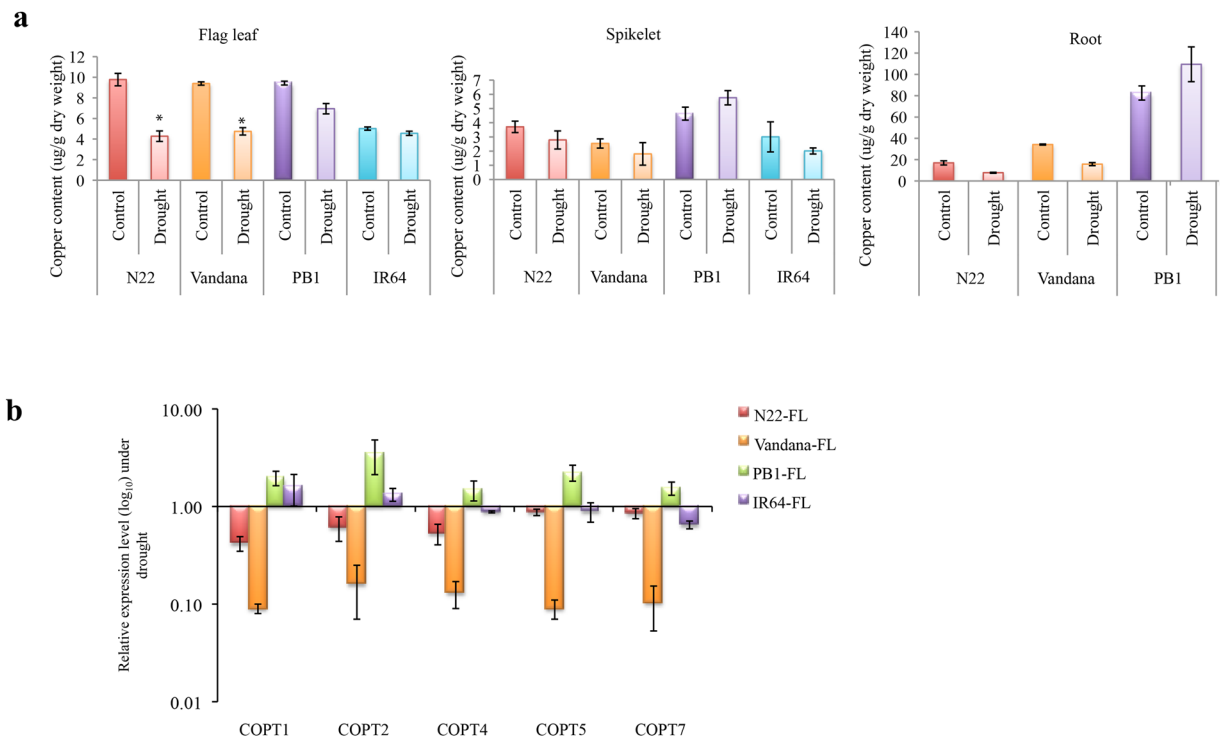 a
Flag leaf
Copper content (ug/g dry weight)
12
10
8
6
4
2
0
*
*
Control
Drought
Control
Drought
Control
Drought
Control
Drought
N22
Vandana
PB1
IR64
Spikelet
Copper content (ug/g dry weight)
7
6
5
4
3
2
1
0
Control
Drought
Control
Drought
Control
Drought
Control
Drought
N22
Vandana
PB1
IR64
Root
Copper content (ug/g dry weight)
140
120
100
80
60
40
20
0
Control
Drought
Control
Drought
Control
Drought
N22
Vandana
PB1
b
Relative expression level (log10) under
drought
10.00
1.00
0.10
0.01
COPT1
COPT2
COPT4
COPT5
COPT7
N22-FL
Vandana-FL
PB1-FL
IR64-FL